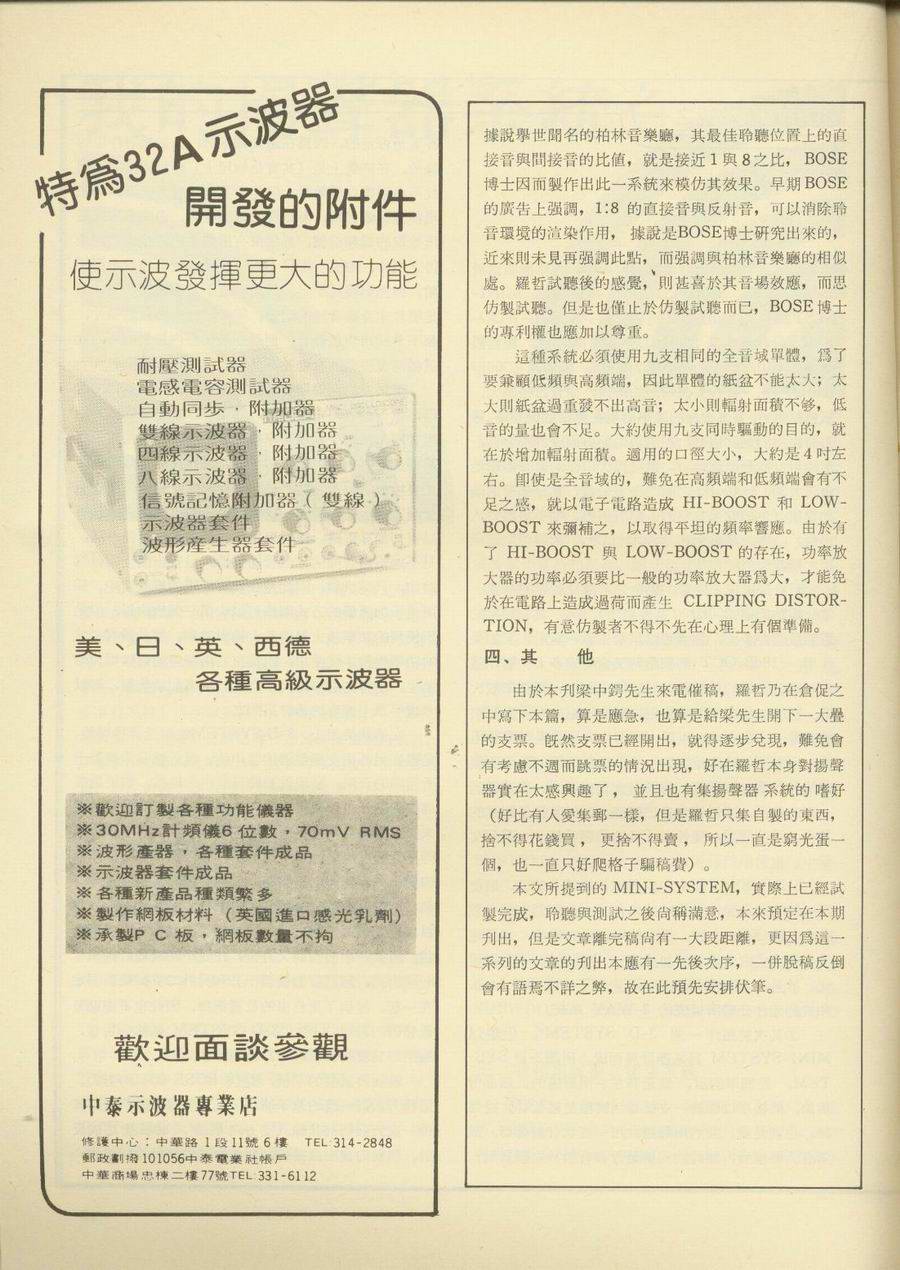 特爲32A示波器
開發的附件
使示波發揮更大的功能
耐壓測試器
電感電容測試器
自動同步．附加器
雙線示波器．附加器
四線示波器．附加器
八線示波器．附加器
信號記憶附加器（雙線）
示波器套件
波形產生器套件
美、日、英、西德
各種高級示波器
※歡迎訂製各種功能儀器
※30MHz計頻儀6位數，70mV RMS
※波形產器，各種套件成品
※示波器套件成品
※各種新產品種類繁多
※製作網板材料（英國進口感光乳劑）
※承製P C 板，網板數量不拘
歡迎面談參觀
中泰示波器專業店
修護中心：中華路1段11號6樓 TEL:314-2848
郵政劃撥101056中泰電業社帳戶
中華商場忠棟二樓77號TEL:331-6112
據說舉世聞名的柏林音樂廳，其最佳聆聽位置上的直
接音與間接音的比值，就是接近1與8之比，BOSE
博士因而製作出此一系統來模仿其效果。早期BOSE
的廣告上强調，1:8 的直接音與反射音，可以消除聆
音環境的渲染作用，據說是BOSE博士研究出來的，
近來則未見再强調此點，而强調與柏林音樂廳的相似
處。羅哲試聽後的感覺，則甚喜於其音場效應，而思
仿製試聽。但是也僅止於仿製試聽而已，BOSE博士
的專利權也應加以尊重。
這種系統必須使用九支相同的全音域單體，爲了
要兼顧低頻與高頻端，因此單體的紙盆不能太大；太
大則紙盆過重發不出高音；太小則輻射面積不够，低
音的量也會不足。大約使用九支同時驅動的目的，就
在於增加輻射面積。適用的口徑大小，大約是4吋左
右。卽使是全音域的，難免在高頻端和低頻端會有不
足之感，就以電子電路造成 HI-BOOST 和 LOW-
BOOST 來彌補之，以取得平坦的頻率響應。由於有
了 HI-BOOST 與 LOW-BOOST 的存在，功率放
大器的功率必須要比一般的功率放大器爲大，才能免
於在電路上造成過荷而產生 CLIPPING DISTOR-
TION，有意仿製者不得不先在心理上有個準備。
四、其　　他
由於本刋梁中鍔先生來電催稿，羅哲乃在倉促之
中寫下本篇，算是應急，也算是給梁先生開下一大疊
的支票。旣然支票已經開出，就得逐步兌現，難免會
有考慮不週而跳票的情況出現，好在羅哲本身對揚聲
器實在太感興趣了，並且也有集揚聲器系統的嗜好
（好比有人愛集郵一樣，但是羅哲只集自製的東西，
捨不得花錢買，更捨不得賣，所以一直是窮光蛋一
個，也一直只好爬格子騙稿費）。
本文所提到的 MINI-SYSTEM，實際上已經試
製完成，聆聽與測試之後尙稱滿意，本來預定在本期
刋出，但是文章離完稿尙有一大段距離，更因爲這一
系列的文章的刋出本應有一先後次序，一併脫稿反倒
會有語焉不詳之弊，故在此預先安排伏筆。